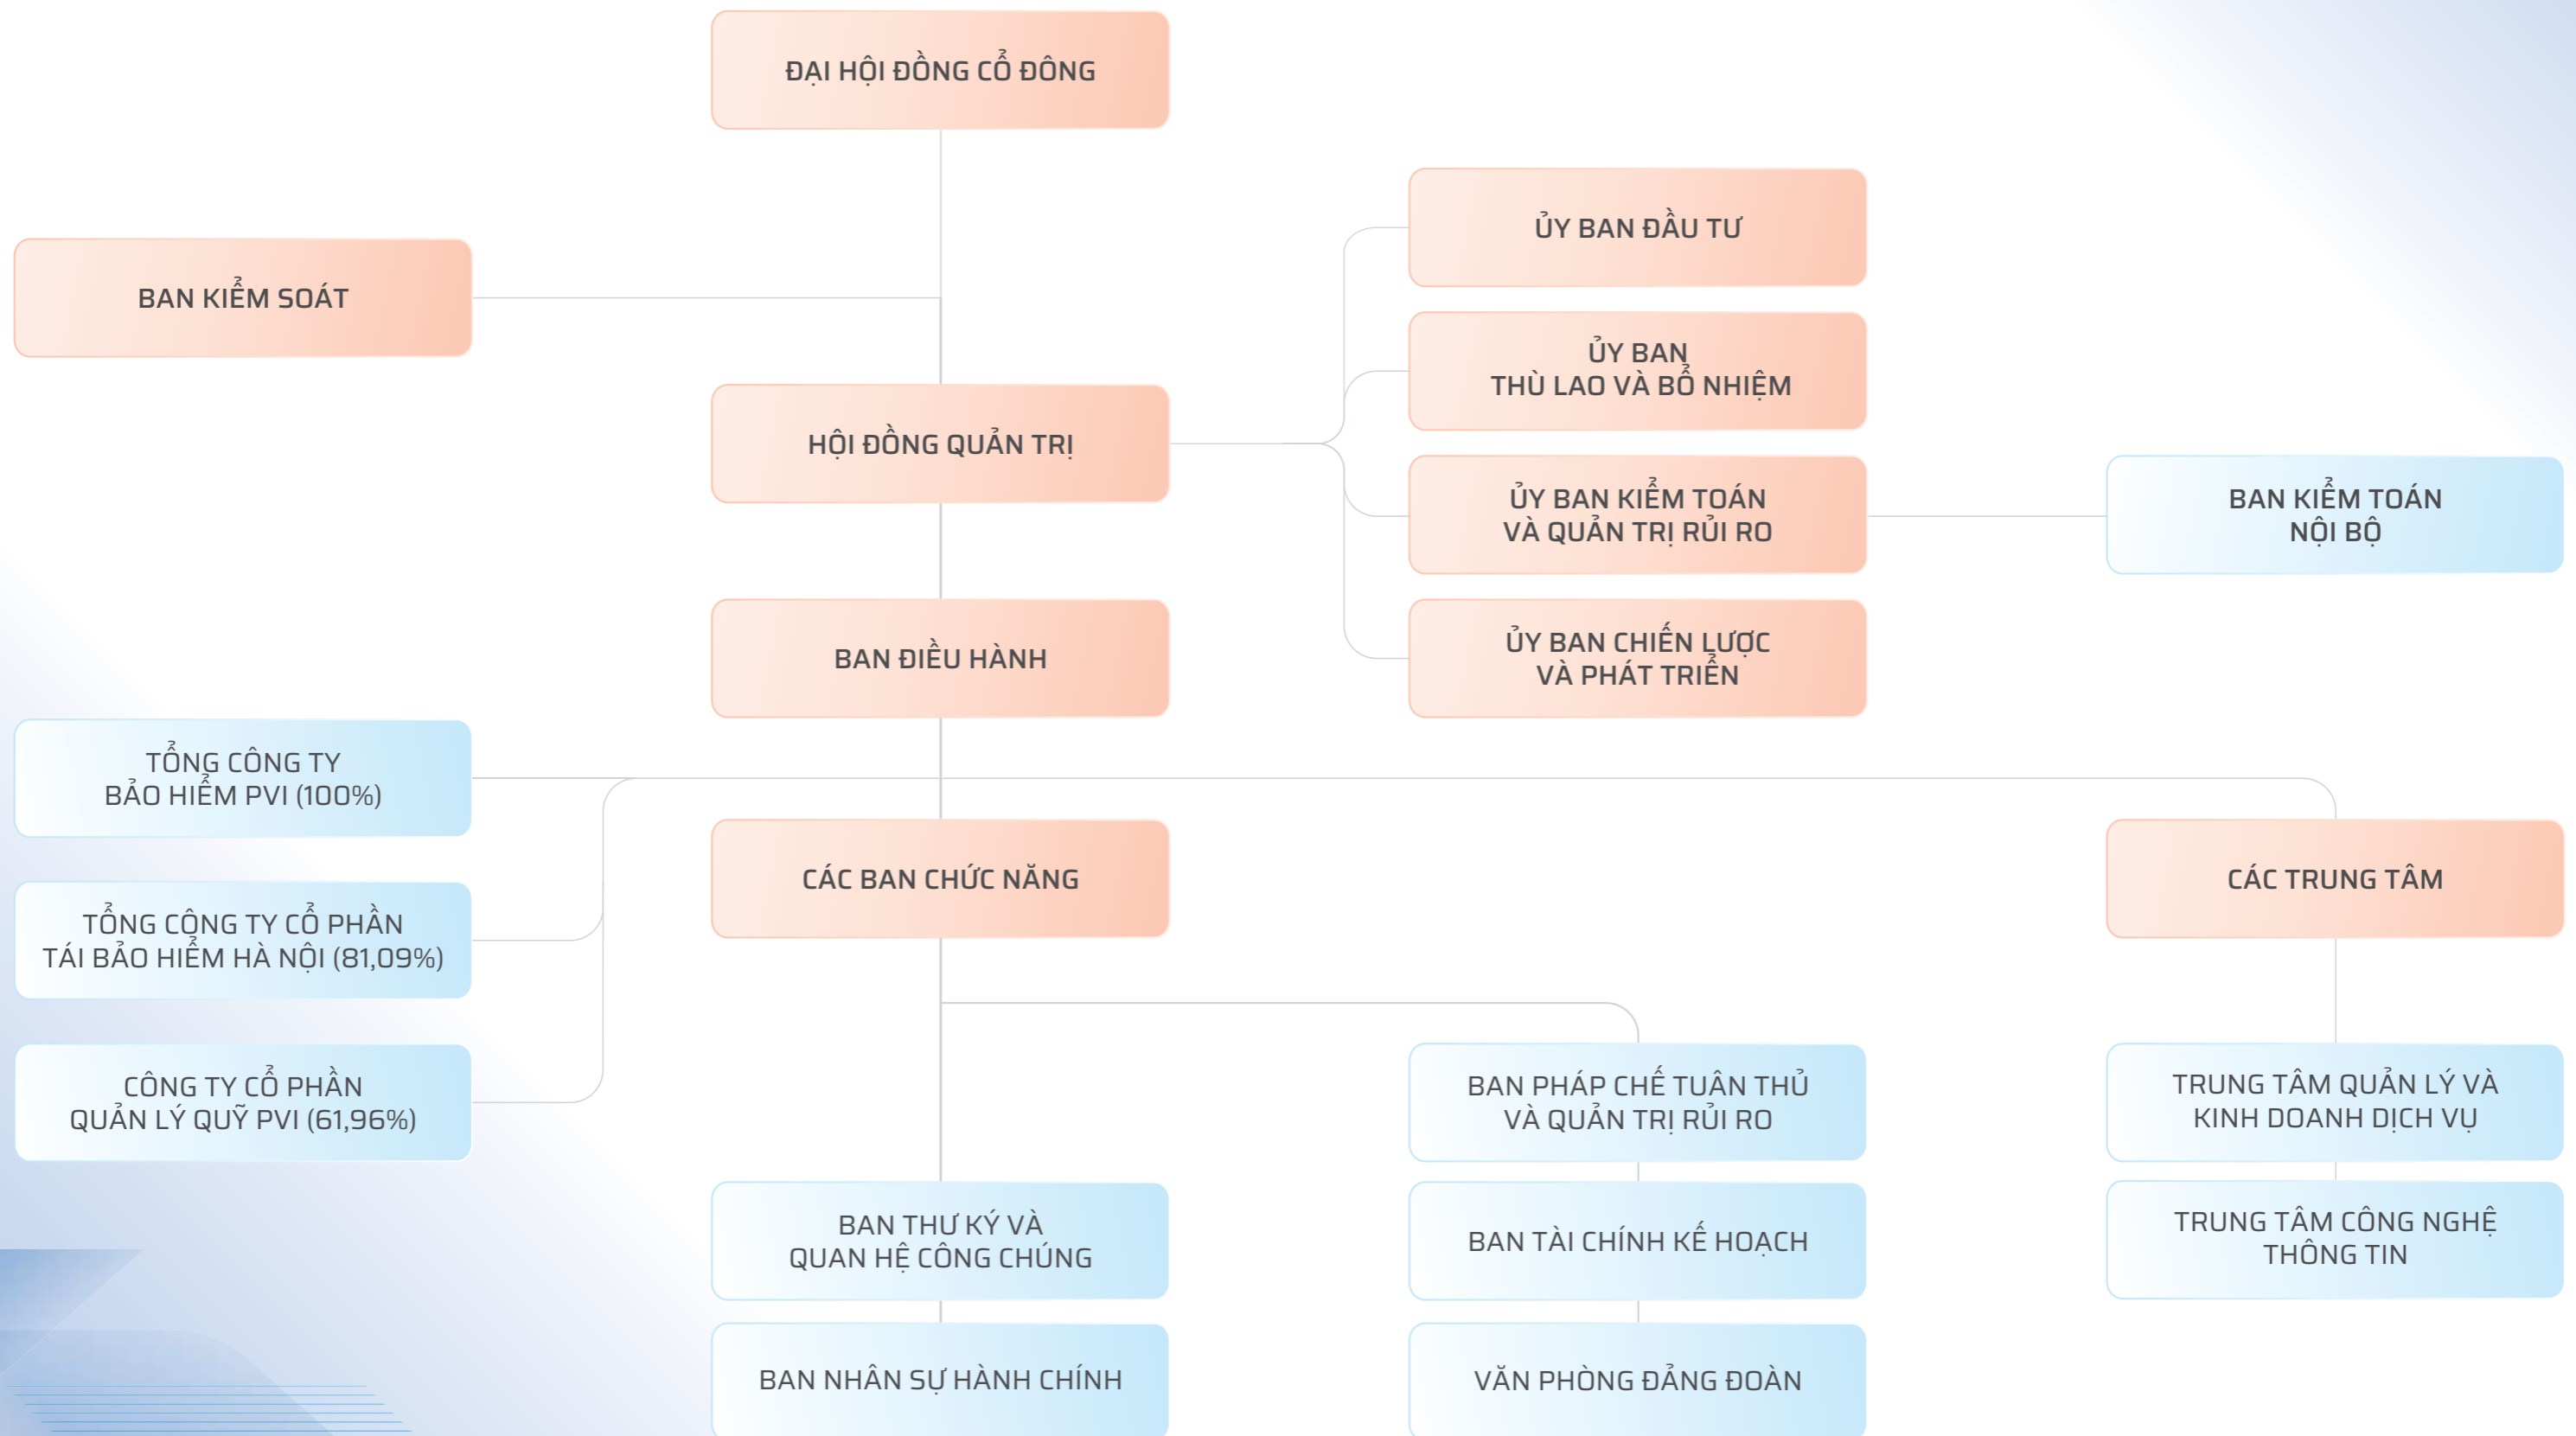 ĐẠI HỘI ĐỒNG CỔ ĐÔNG
BAN KIỂM SOÁT
HỘI ĐỒNG QUẢN TRỊ
ỦY BAN ĐẦU TƯ
ỦY BAN
THÙ LAO VÀ BỔ NHIỆM
ỦY BAN KIỂM TOÁN
VÀ QUẢN TRỊ RỦI RO
ỦY BAN CHIẾN LƯỢC
VÀ PHÁT TRIỂN
BAN KIỂM TOÁN
NỘI BỘ
BAN ĐIỀU HÀNH
TỔNG CÔNG TY
BẢO HIỂM PVI (100%)
TỔNG CÔNG TY CỔ PHẦN
TÁI BẢO HIỂM HÀ NỘI (81,09%)
CÔNG TY CỔ PHẦN
QUẢN LÝ QUỸ PVI (61,96%)
CÁC BAN CHỨC NĂNG
BAN THƯ KÝ VÀ
QUAN HỆ CÔNG CHÚNG
BAN NHÂN SỰ HÀNH CHÍNH
BAN PHÁP CHẾ TUÂN THỦ
VÀ QUẢN TRỊ RỦI RO
BAN TÀI CHÍNH KẾ HOẠCH
VĂN PHÒNG ĐẢNG ĐOÀN
CÁC TRUNG TÂM
TRUNG TÂM QUẢN LÝ VÀ
KINH DOANH DỊCH VỤ
TRUNG TÂM CÔNG NGHỆ
THÔNG TIN